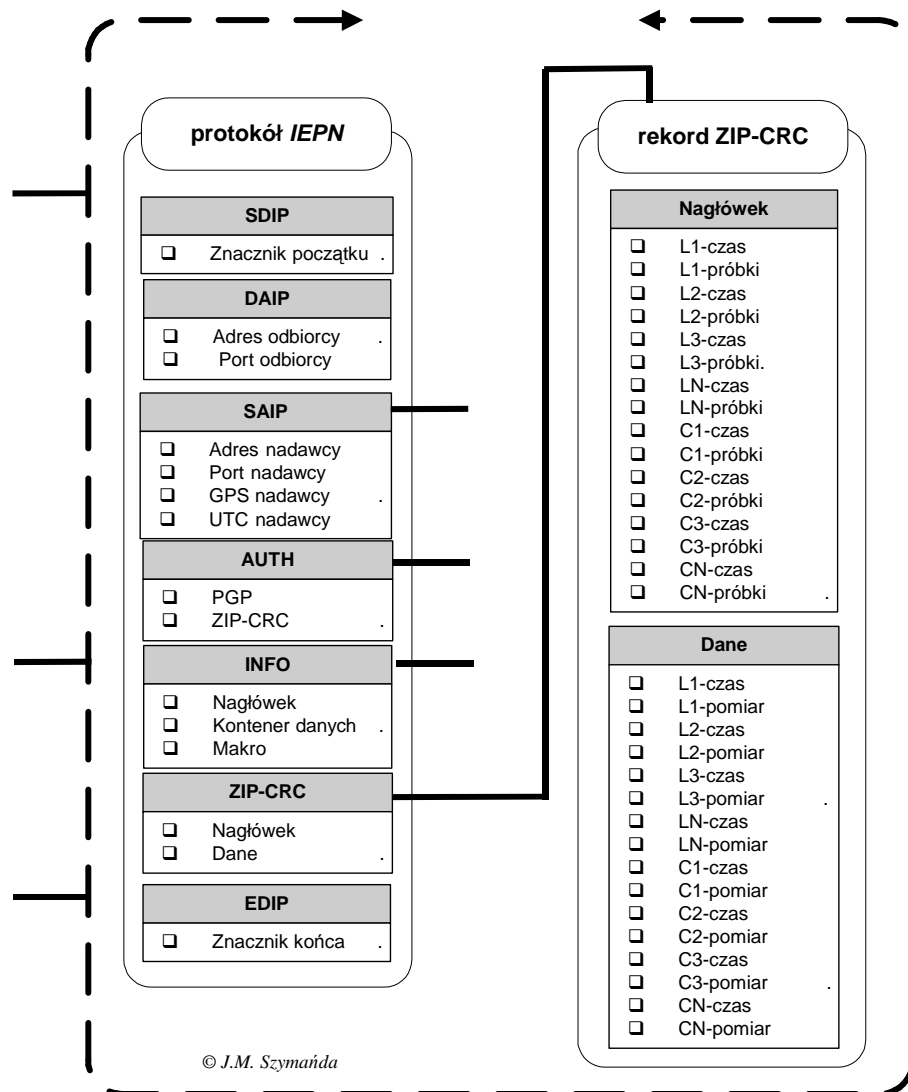 protokół IEPN
SDIP
❑ Znacznik początku .
DAIP
❑ Adres odbiorcy .
❑ Port odbiorcy
SAIP
❑ Adres nadawcy
❑ Port nadawcy
❑ GPS nadawcy .
❑ UTC nadawcy
AUTH
❑ PGP
❑ ZIP-CRC .
INFO
❑ Nagłówek
❑ Kontener danych .
❑ Makro
ZIP-CRC
❑ Nagłówek
❑ Dane .
EDIP
❑ Znacznik końca .
© J.M. Szymańda
rekord ZIP-CRC
Nagłówek
❑ L1-czas
❑ L1-próbki
❑ L2-czas
❑ L2-próbki
❑ L3-czas
❑ L3-próbki.
❑ LN-czas
❑ LN-próbki
❑ C1-czas
❑ C1-próbki
❑ C2-czas
❑ C2-próbki
❑ C3-czas
❑ C3-próbki
❑ CN-czas
❑ CN-próbki .
Dane
❑ L1-czas
❑ L1-pomiar
❑ L2-czas
❑ L2-pomiar
❑ L3-czas
❑ L3-pomiar .
❑ LN-czas
❑ LN-pomiar
❑ C1-czas
❑ C1-pomiar
❑ C2-czas
❑ C2-pomiar
❑ C3-czas
❑ C3-pomiar .
❑ CN-czas
❑ CN-pomiar